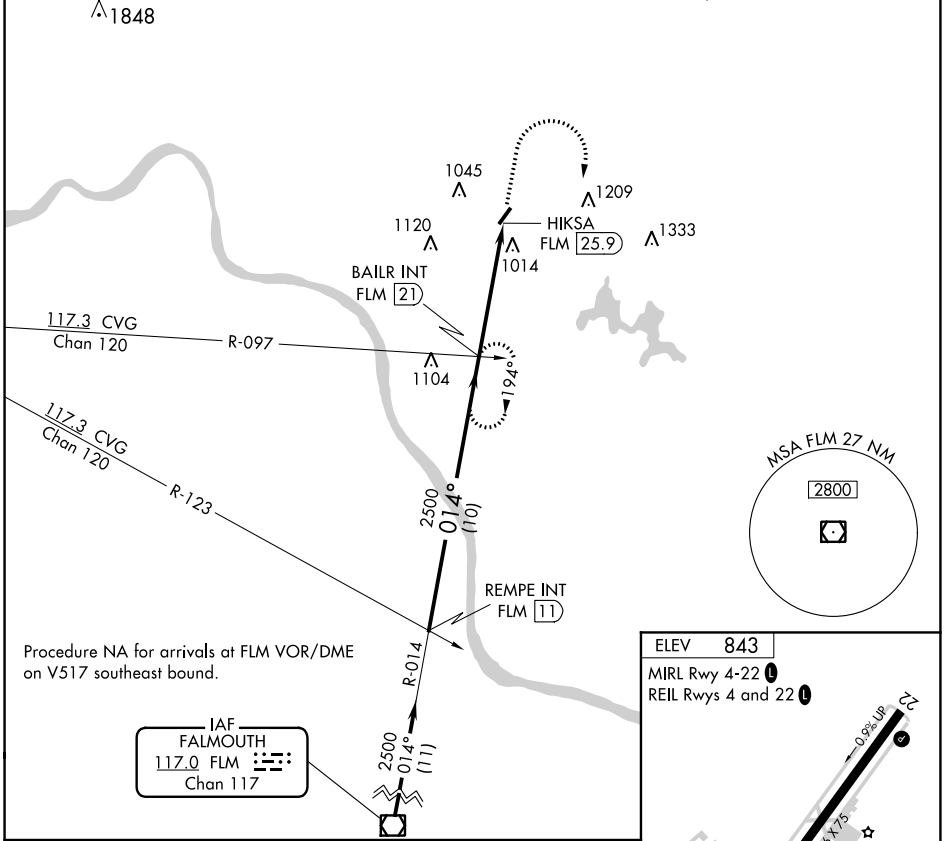 1848
1045
1209
1120
HIKSA
FLM 25.9
1333
1014
BAILR INT
FLM 21
117.3 CVG
Chan 120
R-097
1104
194°
117.3 CVG
Chan 120
R-123
MSA FLM 27 NM
2800
2500
014°
(10)
REMPE INT
FLM 11
R-014
Procedure NA for arrivals at FLM VOR/DME
on V517 southeast bound.
2500
014°
(11)
IAF
FALMOUTH
117.0 FLM
Chan 117
ELEV 843
MIRL Rwy 4-22 L
REIL Rwys 4 and 22 L
22
0.9% UP
P
X 75